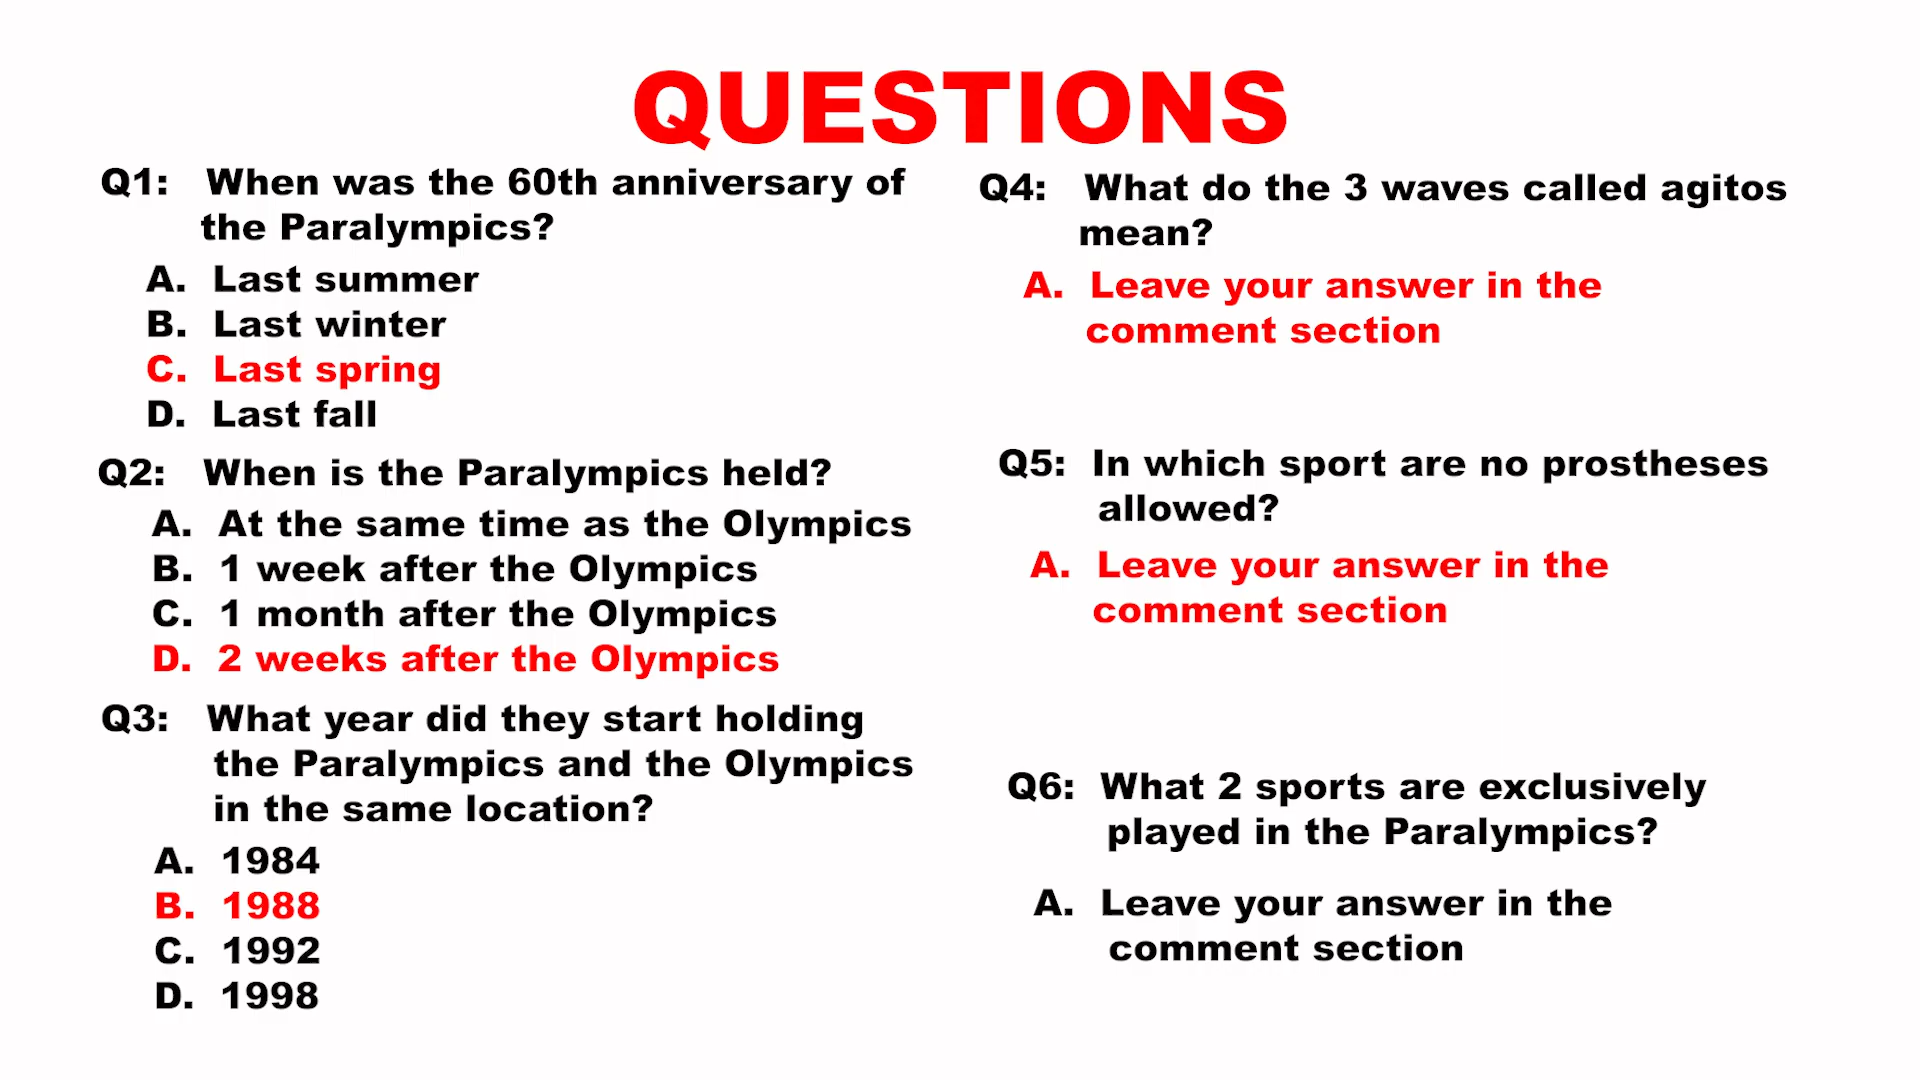 QUESTIONS
Q1: When was the 60th anniversary of
the Paralympics?
A. Last summer
B. Last winter
C. Last spring
D. Last fall
Q2: When is the Paralympics held?
A. At the same time as the Olympics
B. 1 week after the Olympics
C. 1 month after the Olympics
D. 2 weeks after the Olympics
Q3: What year did they start holding
the Paralympics and the Olympics
in the same location?
A. 1984
B. 1988
C. 1992
D. 1998
Q4: What do the 3 waves called agitos
mean?
A. Leave your answer in the
comment section
Q5: In which sport are no prostheses
allowed?
A. Leave your answer in the
comment section
Q6: What 2 sports are exclusively
played in the Paralympics?
A. Leave your answer in the
comment section